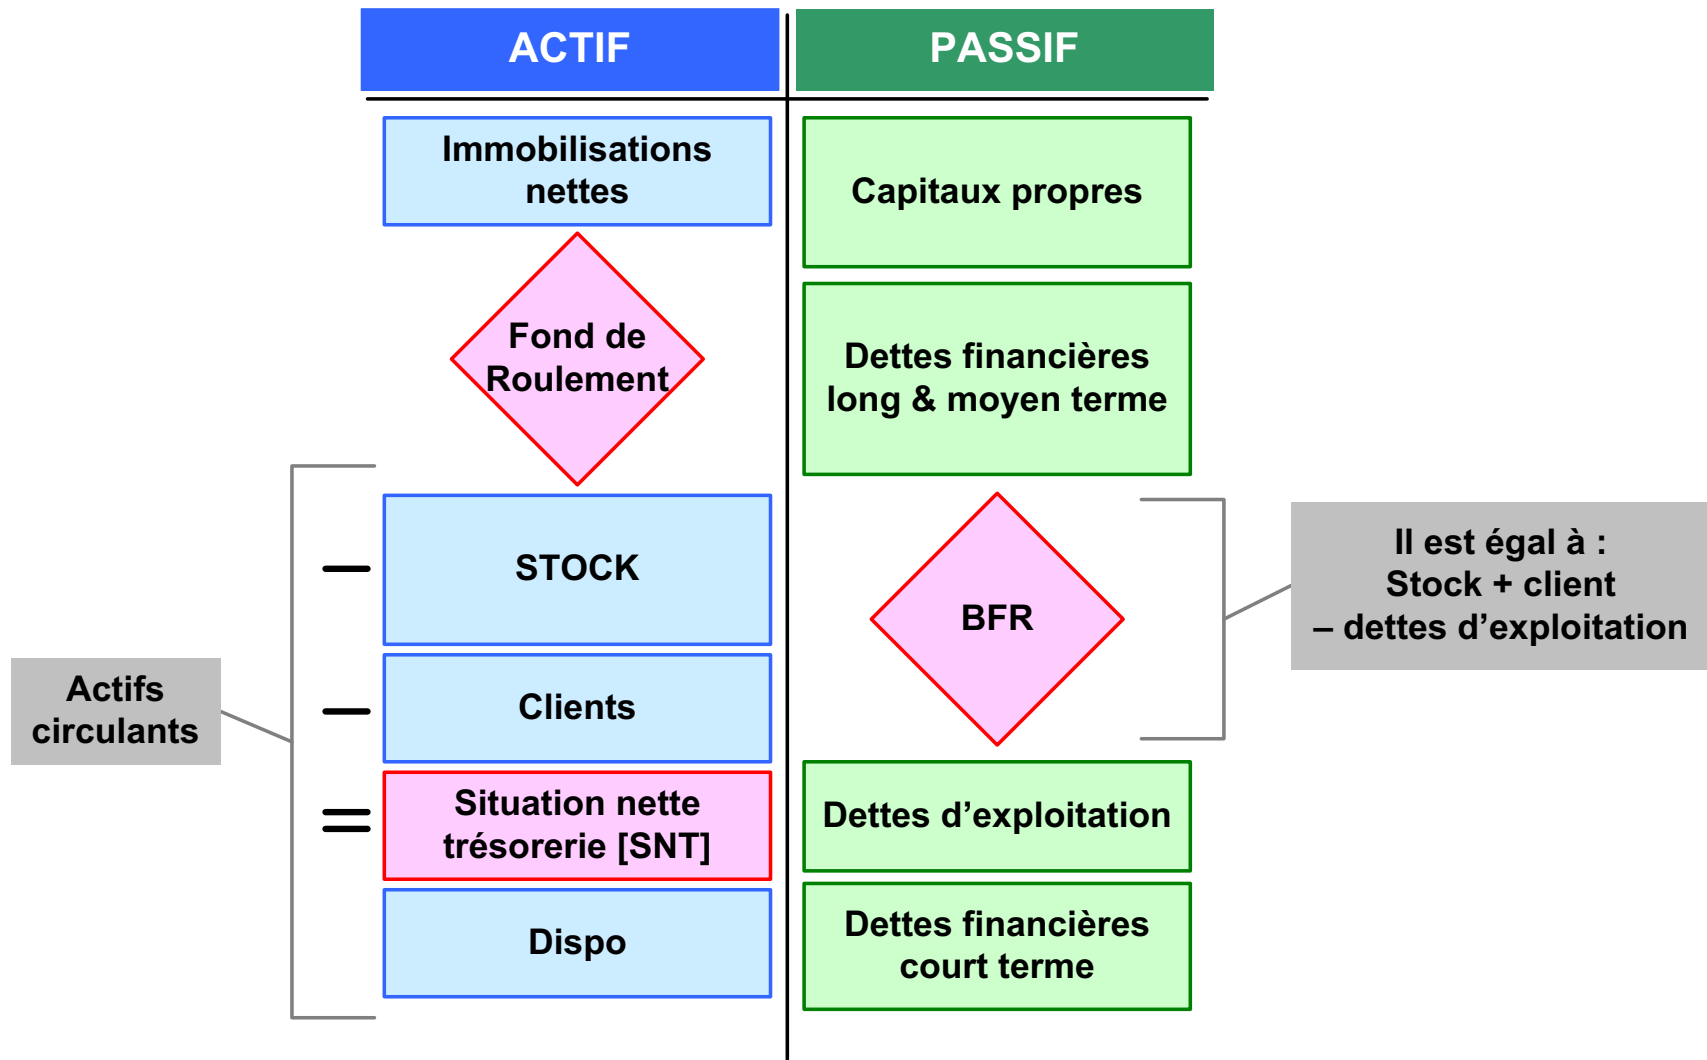 ACTIF
PASSIF
Immobilisations
nettes
Capitaux propres
Fond de
Roulement
Dettes financières
long & moyen terme
STOCK
BFR
Il est égal à :
Stock + client
– dettes d’exploitation
Actifs
circulants
Clients
Situation nette
trésorerie [SNT]
Dettes d’exploitation
Dispo
Dettes financières
court terme